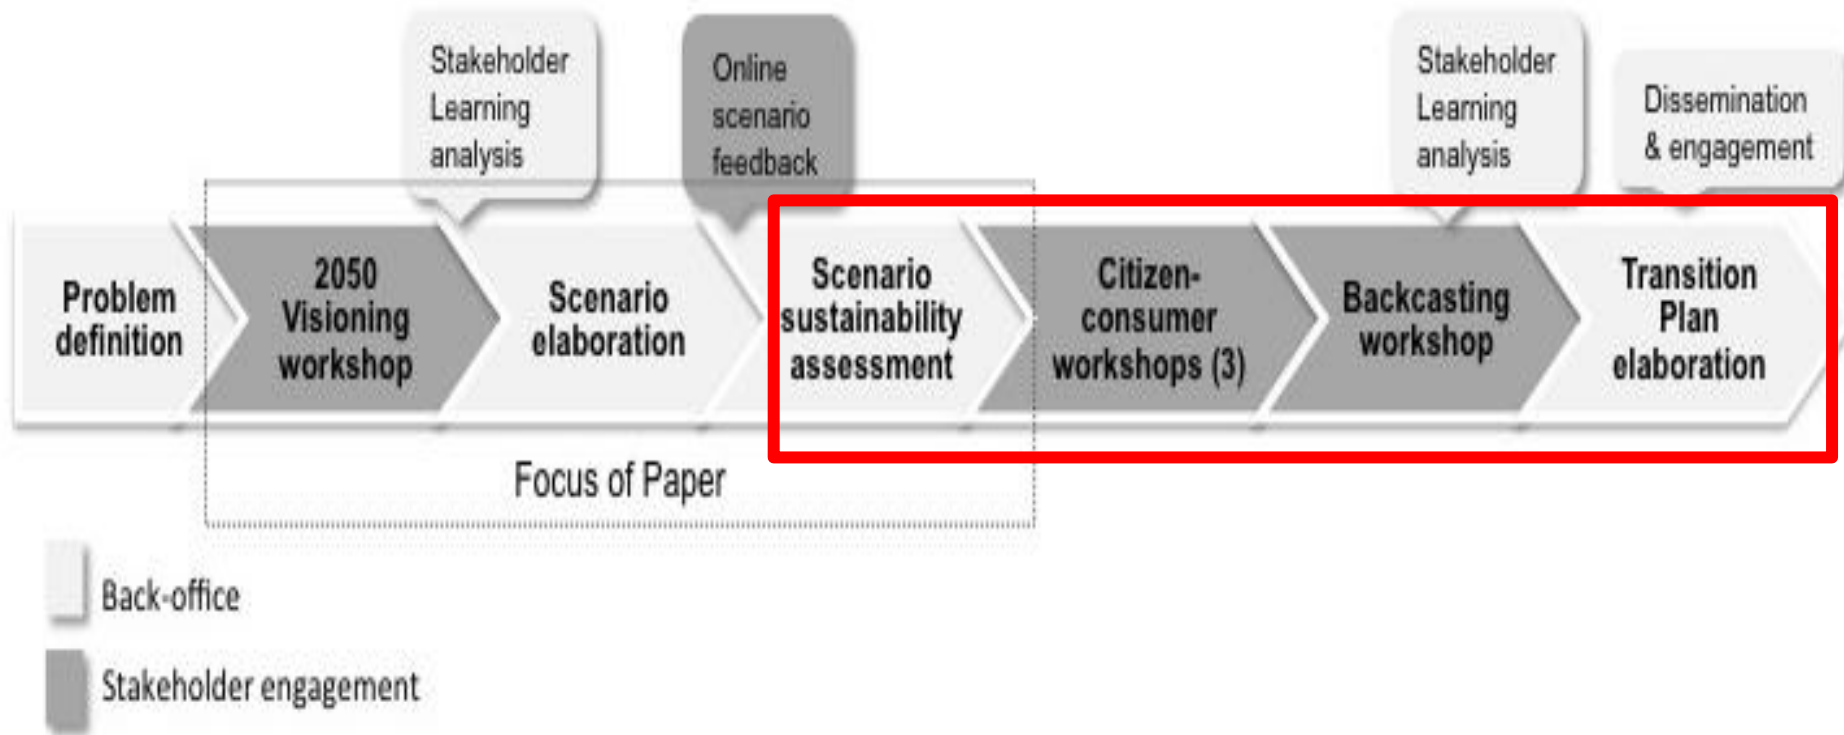 Stakeholder
Learning
analysis
Online
scenario
feedback
Stakeholder
Learning
analysis
Dissemination
& engagement
Problem
definition
2050
Visioning
workshop
Scenario
elaboration
Scenario
sustainability
assessment
Citizen-
consumer
workshops (3)
Backcasting
workshop
Transition
Plan
elaboration
Focus of Paper
Back-office
Stakeholder engagement